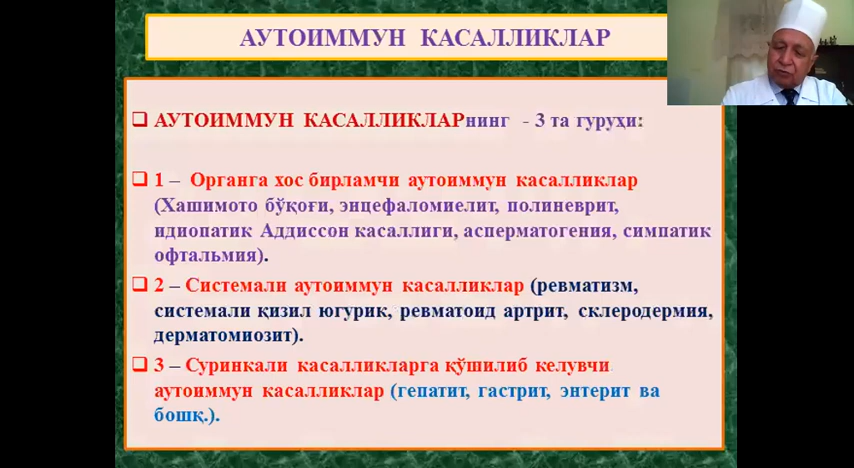 АУТОИММУН КАСАЛЛИКЛАР
❑ АУТОИММУН КАСАЛЛИКЛАРнинг - 3 та гуруҳи:
❑ 1 – Органга хос бирламчи аутоиммун касалликлар
(Хашимото бўқоғи, энцефаломиелит, полиневрит,
идиопатик Аддиссон касаллиги, асперматогения, симпатик
офтальмия).
❑ 2 – Системали аутоиммун касалликлар (ревматизм,
системали қизил югурик, ревматоид артрит, склеродермия,
дерматомиозит).
❑ 3 – Суринкали касалликларга қўшилиб келувчи
аутоиммун касалликлар (гепатит, гастрит, энтерит ва
бошқ.).